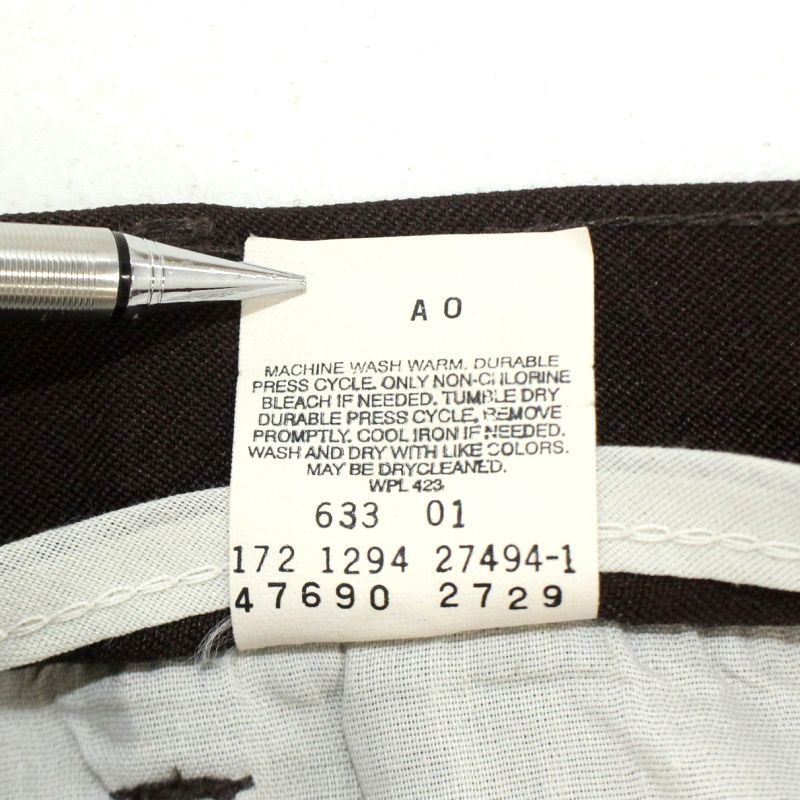 A O
MACHINE WASH WARM. DURABLE
PRESS CYCLE. ONLY NON-CHLORINE
BLEACH IF NEEDED. TUMBLE DRY
DURABLE PRESS CYCLE. REMOVE
PROMPTLY. COOL IRON IF NEEDED.
WASH AND DRY WITH LIKE COLORS.
MAY BE DRYCLEANED.
WPL 423
633 01
172 1294 27494-1
47690 2729